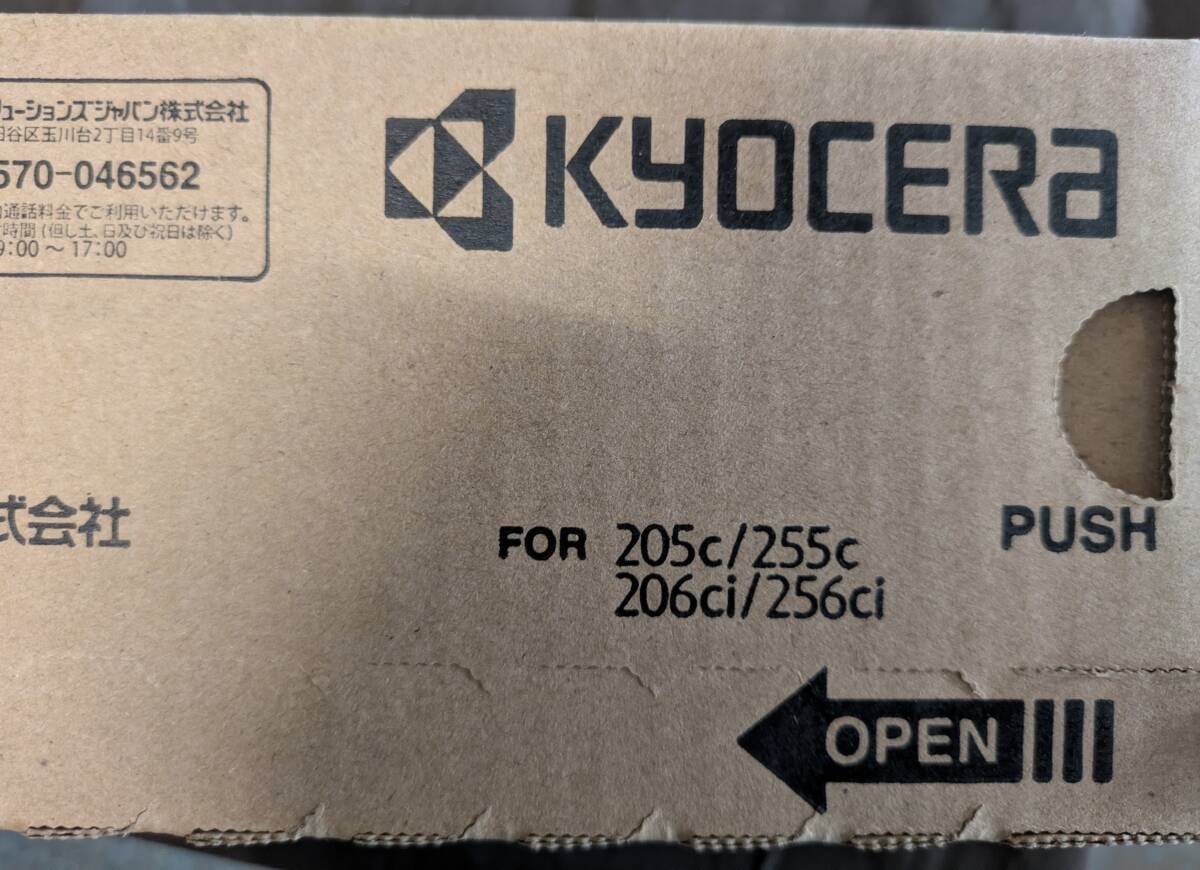 ューションズジャパン株式会社
田谷区玉川台2丁目14番9号
570-046562
通話料金でご利用いただけます。
時間(但し土、日及び祝日は除く)
9:00～17:00
KYOCERA
式会社
FOR 205c/255c
206ci/256ci
PUSH
OPEN